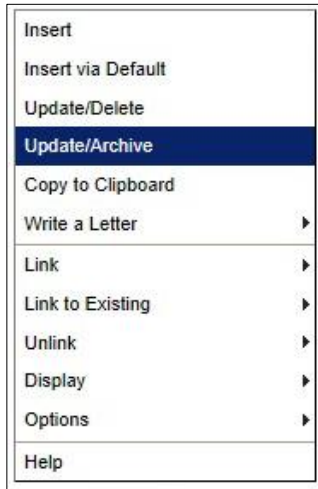 Insert
Insert via Default
Update/Delete
Update/Archive
Copy to Clipboard
Write a Letter
Link
Link to Existing
Unlink
Display
Options
Help